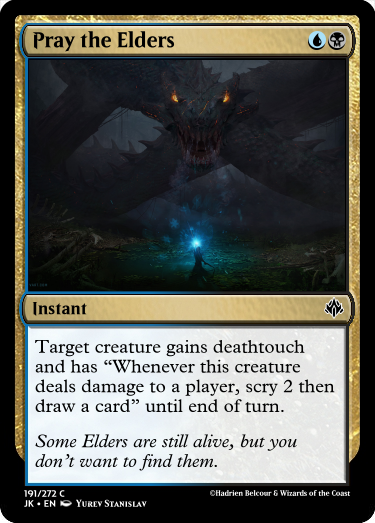 Pray the Elders
Instant
Target creature gains deathtouch
and has “Whenever this creature
deals damage to a player, scry 2 then
draw a card” until end of turn.
Some Elders are still alive, but you
don’t want to find them.
191/272 C
JK • EN Yurev Stanislav
©Hadrien Belcour & Wizards of the Coast